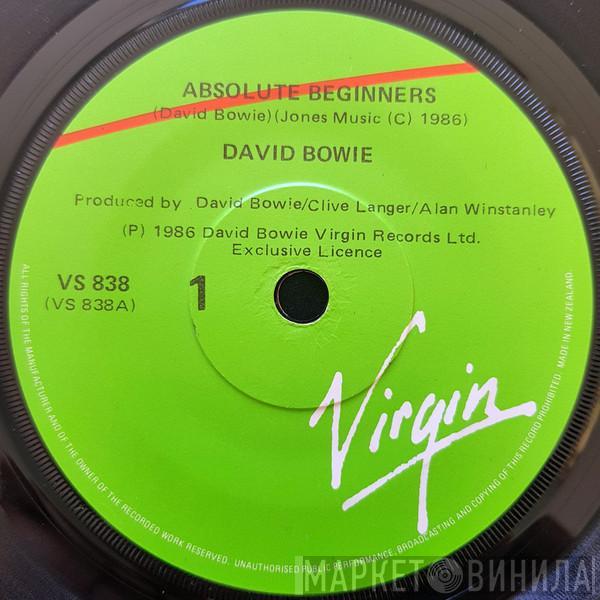 ABSOLUTE BEGINNERS
(David Bowie)(Jones Music (C) 1986)
DAVID BOWIE
Produced by David Bowie/Clive Langer/Alan Winstanley
(P) 1986 David Bowie Virgin Records Ltd.
Exclusive Licence
VS 838
(VS 838A)
1
Virgin
ALL RIGHTS OF THE MANUFACTURER AND OF THE OWNER OF THE RECORDED WORK RESERVED. UNAUTHORISED PUBLIC PERFORMANCE, BROADCASTING AND COPYING OF THIS RECORD PROHIBITED. MADE IN NEW ZEALAND.
МАРКЕТ ВИНИЛА